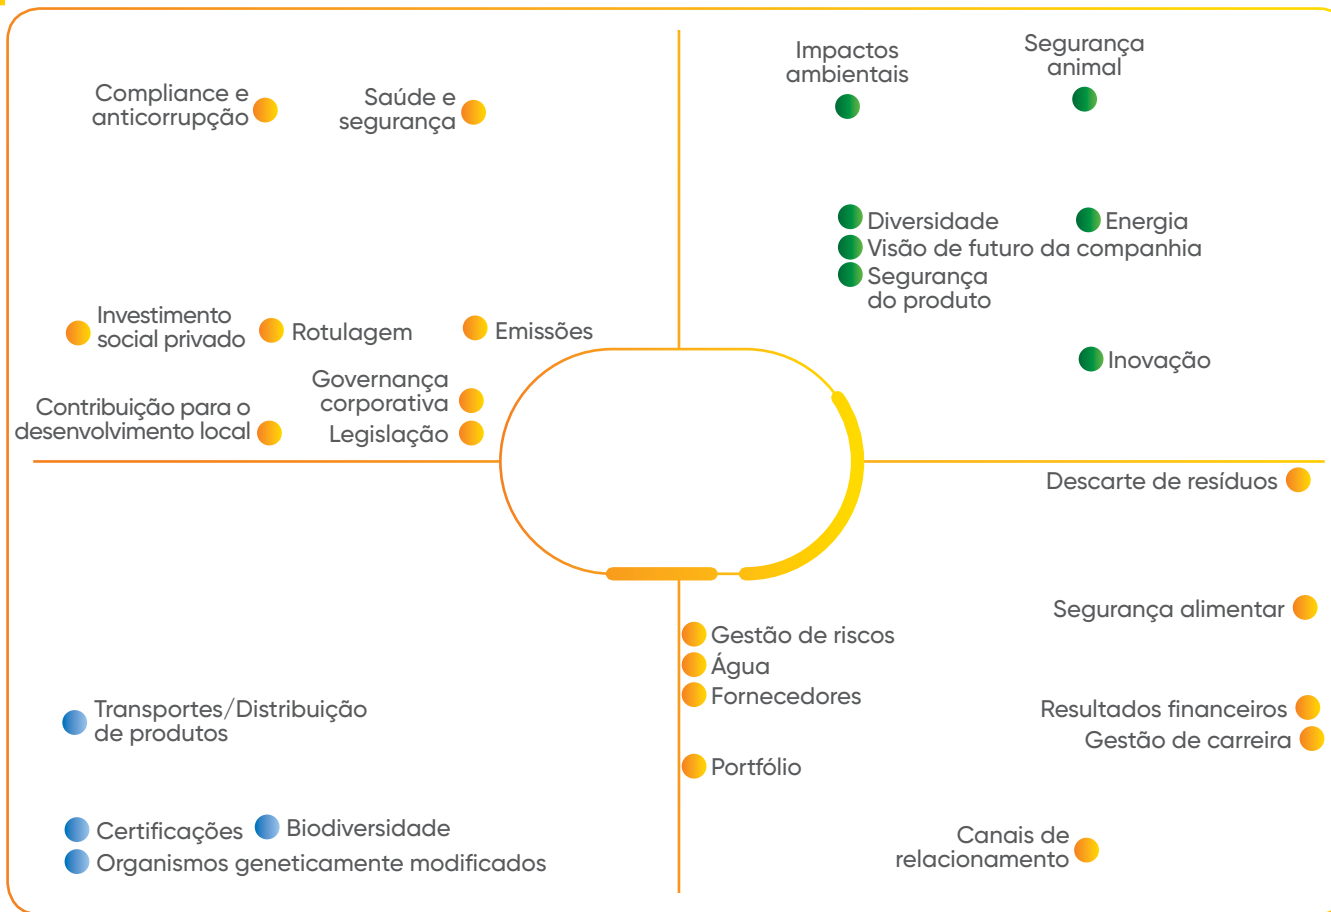 Compliance e
anticorrupção
Saúde e
segurança
Investimento
social privado
Rotulagem
Emissões
Governança
corporativa
Contribuição para o
desenvolvimento local
Legislação
Impactos
ambientais
Segurança
animal
Diversidade
Energia
Visão de futuro da companhia
Segurança
do produto
Inovação
Transportes/Distribuição
de produtos
Certificações
Biodiversidade
Organismos geneticamente modificados
Descarte de resíduos
Segurança alimentar
Gestão de riscos
Água
Fornecedores
Resultados financeiros
Gestão de carreira
Portfólio
Canais de
relacionamento